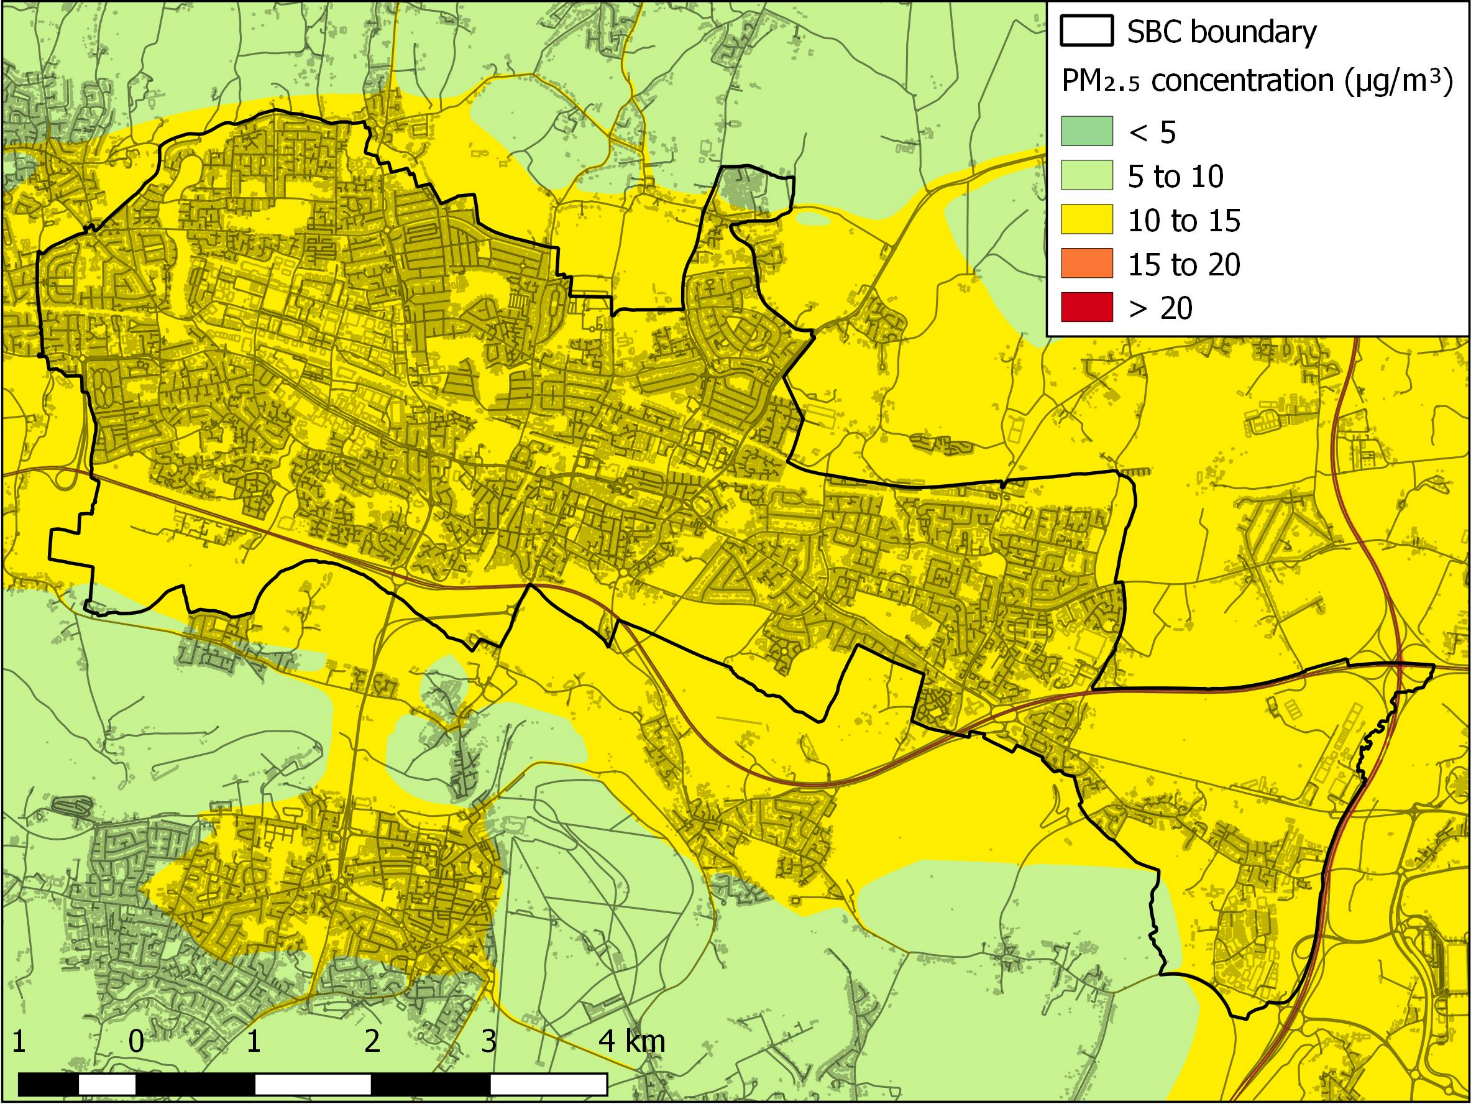 SBC boundary
PM₂.₅ concentration (µg/m³)
< 5
5 to 10
10 to 15
15 to 20
> 20
1 0 1 2 3 4 km